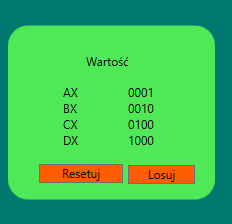 Wartość
AX 0001
BX 0010
CX 0100
DX 1000
Resetuj Losuj